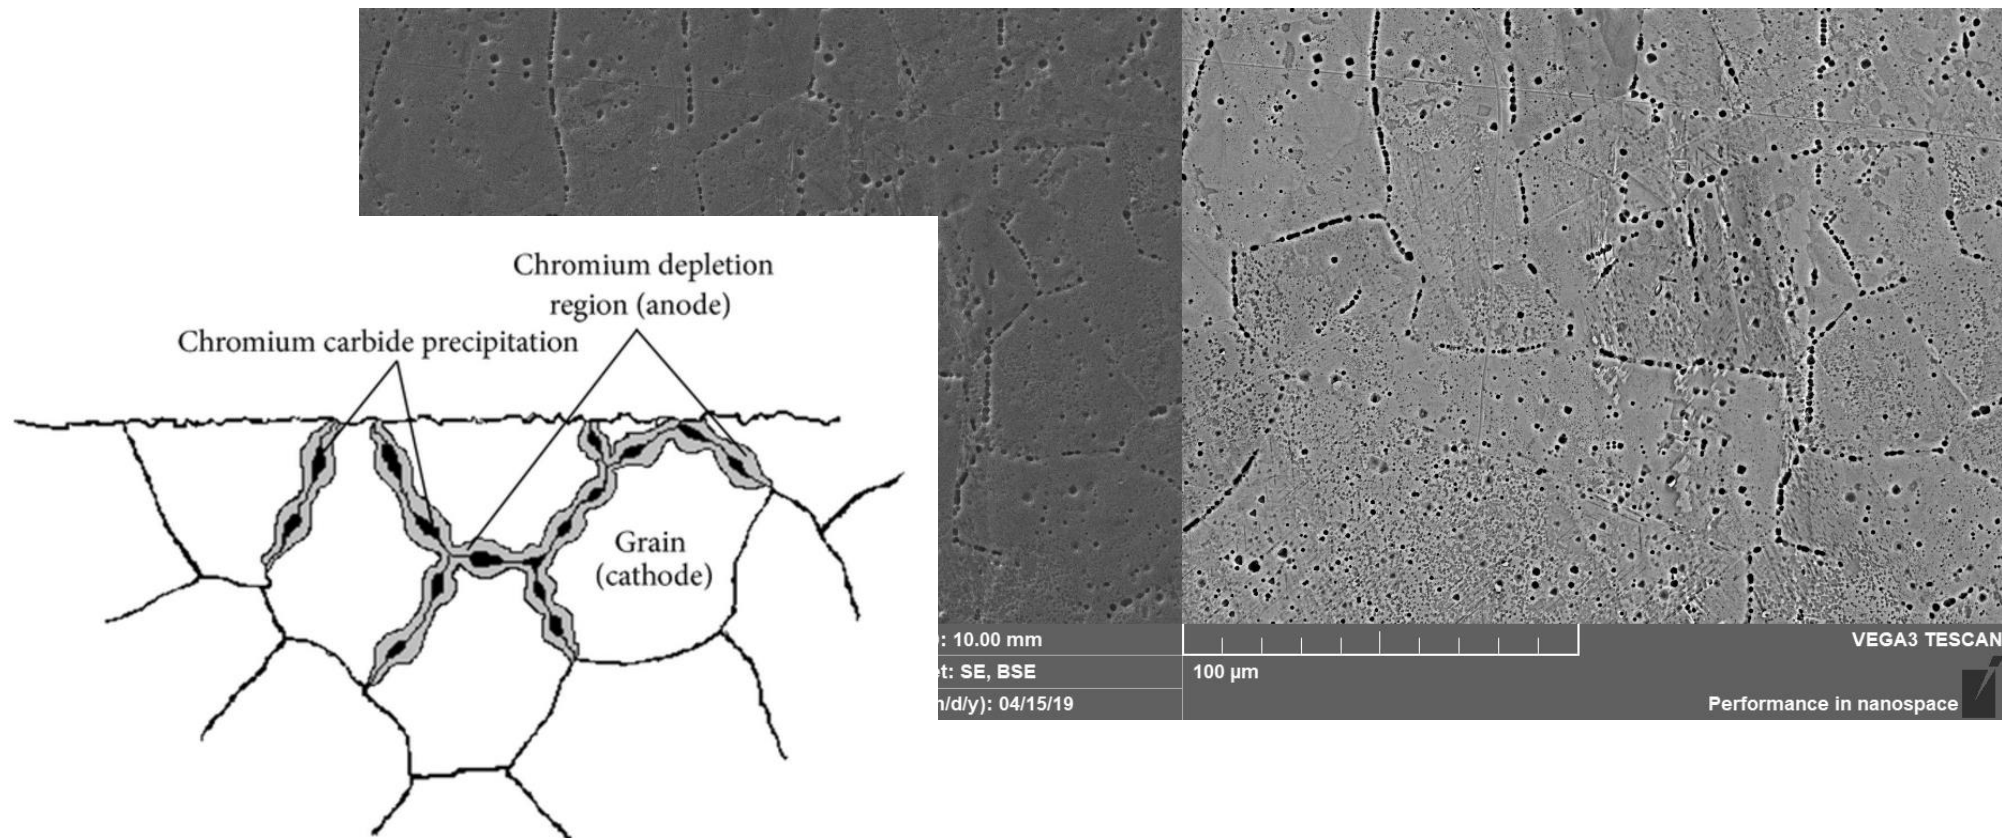 Chromium depletion
region (anode)
Chromium carbide precipitation
Grain
(cathode)
: 10.00 mm
SE, BSE
100 µm
04/15/19
VEGA3 TESCAN
Performance in nanospace